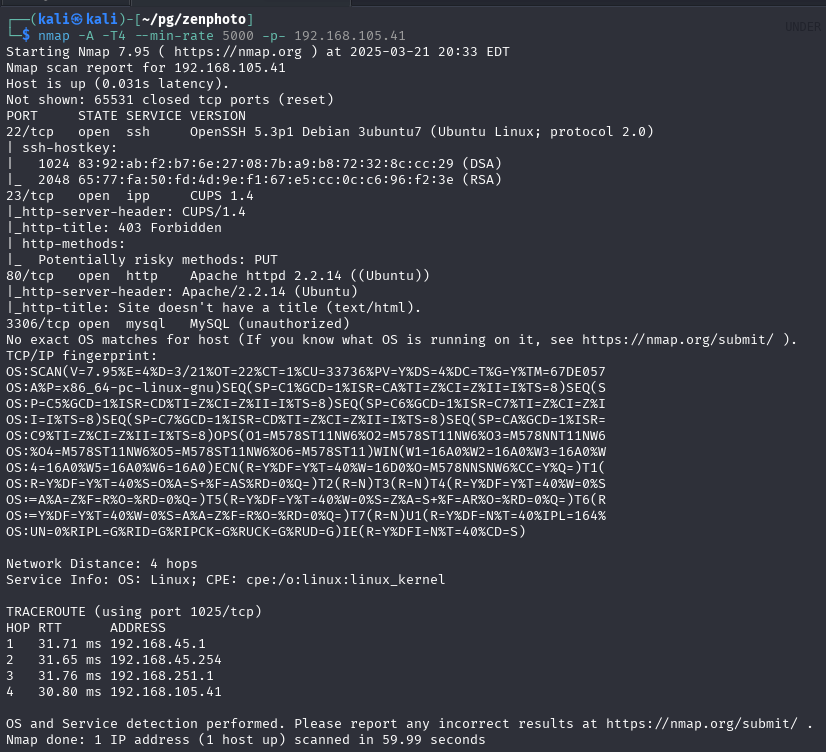 ┌──(kali㉿kali)-[~/pg/zenphoto]
└─$ nmap -A -T4 --min-rate 5000 -p- 192.168.105.41
UNDER
Starting Nmap 7.95 ( https://nmap.org ) at 2025-03-21 20:33 EDT
Nmap scan report for 192.168.105.41
Host is up (0.031s latency).
Not shown: 65531 closed tcp ports (reset)
PORT     STATE SERVICE VERSION
22/tcp   open  ssh     OpenSSH 5.3p1 Debian 3ubuntu7 (Ubuntu Linux; protocol 2.0)
| ssh-hostkey:
|   1024 83:92:ab:f2:b7:6e:27:08:7b:a9:b8:72:32:8c:cc:29 (DSA)
|_  2048 65:77:fa:50:fd:4d:9e:f1:67:e5:cc:0c:c6:96:f2:3e (RSA)
23/tcp   open  ipp     CUPS 1.4
|_http-server-header: CUPS/1.4
|_http-title: 403 Forbidden
| http-methods:
|_  Potentially risky methods: PUT
80/tcp   open  http    Apache httpd 2.2.14 ((Ubuntu))
|_http-server-header: Apache/2.2.14 (Ubuntu)
|_http-title: Site doesn't have a title (text/html).
3306/tcp open  mysql   MySQL (unauthorized)
No exact OS matches for host (If you know what OS is running on it, see https://nmap.org/submit/ ).
TCP/IP fingerprint:
OS:SCAN(V=7.95%E=4%D=3/21%OT=22%CT=1%CU=33736%PV=Y%DS=4%DC=T%G=Y%TM=67DE057
OS:A%P=x86_64-pc-linux-gnu)SEQ(SP=C1%GCD=1%ISR=CA%TI=Z%CI=Z%II=I%TS=8)SEQ(S
OS:P=C5%GCD=1%ISR=CD%TI=Z%CI=Z%II=I%TS=8)SEQ(SP=C6%GCD=1%ISR=C7%TI=Z%CI=Z%I
OS:I=I%TS=8)SEQ(SP=C7%GCD=1%ISR=CD%TI=Z%CI=Z%II=I%TS=8)SEQ(SP=CA%GCD=1%ISR=
OS:C9%TI=Z%CI=Z%II=I%TS=8)OPS(O1=M578ST11NW6%O2=M578ST11NW6%O3=M578NNT11NW6
OS:%O4=M578ST11NW6%O5=M578ST11NW6%O6=M578ST11)WIN(W1=16A0%W2=16A0%W3=16A0%W
OS:4=16A0%W5=16A0%W6=16A0)ECN(R=Y%DF=Y%T=40%W=16D0%O=M578NNSNW6%CC=Y%Q=)T1(
OS:R=Y%DF=Y%T=40%S=O%A=S+%F=AS%RD=0%Q=)T2(R=N)T3(R=N)T4(R=Y%DF=Y%T=40%W=0%S
OS:=A%A=Z%F=R%O=%RD=0%Q=)T5(R=Y%DF=Y%T=40%W=0%S=Z%A=S+%F=AR%O=%RD=0%Q=)T6(R
OS:=Y%DF=Y%T=40%W=0%S=A%A=Z%F=R%O=%RD=0%Q=)T7(R=N)U1(R=Y%DF=N%T=40%IPL=164%
OS:UN=0%RIPL=G%RID=G%RIPCK=G%RUCK=G%RUD=G)IE(R=Y%DFI=N%T=40%CD=S)
Network Distance: 4 hops
Service Info: OS: Linux; CPE: cpe:/o:linux:linux_kernel
TRACEROUTE (using port 1025/tcp)
HOP RTT      ADDRESS
1   31.71 ms 192.168.45.1
2   31.65 ms 192.168.45.254
3   31.76 ms 192.168.251.1
4   30.80 ms 192.168.105.41
OS and Service detection performed. Please report any incorrect results at https://nmap.org/submit/ .
Nmap done: 1 IP address (1 host up) scanned in 59.99 seconds